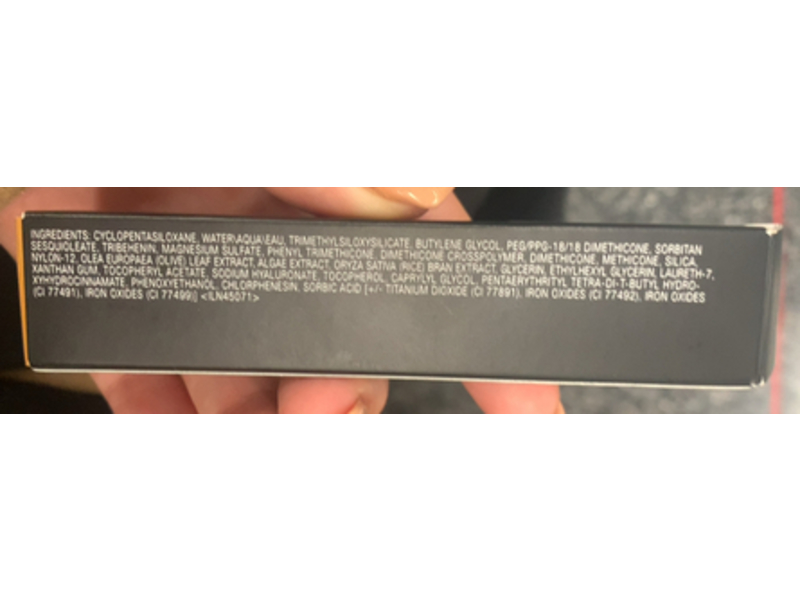 INGREDIENTS: CYCLOPENTASILOXANE, WATER\AQUA\EAU, TRIMETHYLSILOXYSILICATE, BUTYLENE GLYCOL, PEG/PPG-18/18 DIMETHICONE, SORBITAN
SESQUIOLEATE, TRIBEHENIN, MAGNESIUM SULFATE, PHENYL TRIMETHICONE, DIMETHICONE CROSSPOLYMER, DIMETHICONE, METHICONE, SILICA,
NYLON-12, OLEA EUROPAEA (OLIVE) LEAF EXTRACT, ALGAE EXTRACT, ORYZA SATIVA (RICE) BRAN EXTRACT, GLYCERIN, ETHYLHEXYL GLYCERIN, LAURETH-7,
XANTHAN GUM, TOCOPHERYL ACETATE, SODIUM HYALURONATE, TOCOPHEROL, CAPRYLYL GLYCOL, PENTAERYTHRITYL TETRA-DI-T-BUTYL HYDRO-
XYHYDROCINNAMATE, PHENOXYETHANOL, CHLORPHENESIN, SORBIC ACID [+/- TITANIUM DIOXIDE (CI 77891), IRON OXIDES (CI 77492), IRON OXIDES
(CI 77491), IRON OXIDES (CI 77499)] <ILN45071>